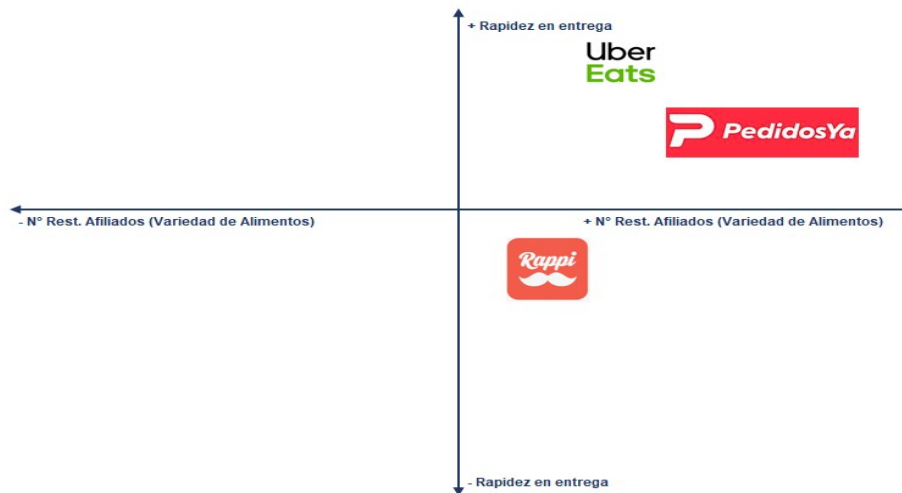 + Rapidez en entrega
Uber
Eats
PedidosYa
- N° Rest. Afiliados (Variedad de Alimentos)
+ N° Rest. Afiliados (Variedad de Alimentos)
Rappi
- Rapidez en entrega